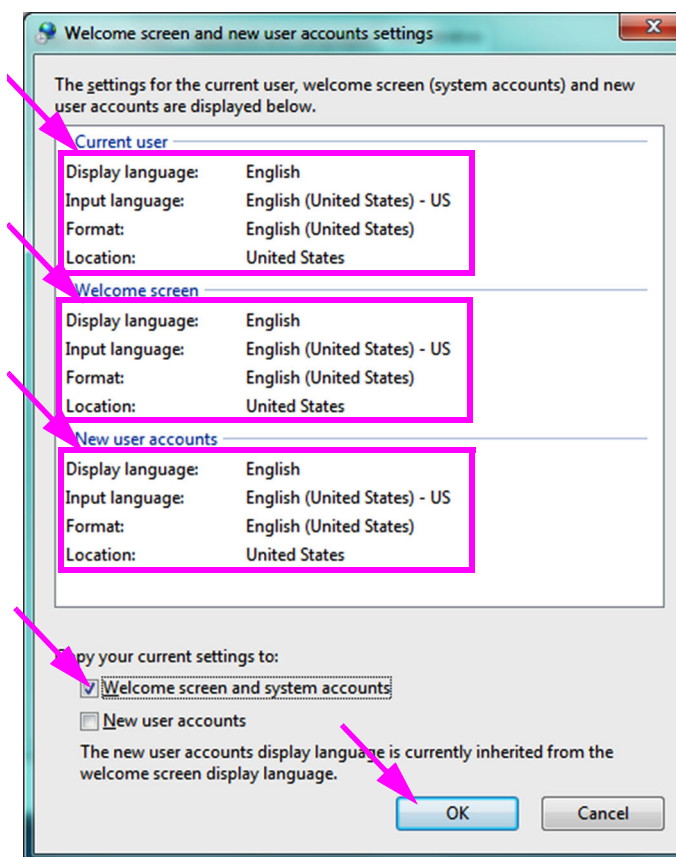 Welcome screen and new user accounts settings
The settings for the current user, welcome screen (system accounts) and new
user accounts are displayed below.
Current user
Display language: English
Input language: English (United States) - US
Format: English (United States)
Location: United States
Welcome screen
Display language: English
Input language: English (United States) - US
Format: English (United States)
Location: United States
New user accounts
Display language: English
Input language: English (United States) - US
Format: English (United States)
Location: United States
Copy your current settings to:
Welcome screen and system accounts
New user accounts
The new user accounts display language is currently inherited from the
welcome screen display language.
OK Cancel